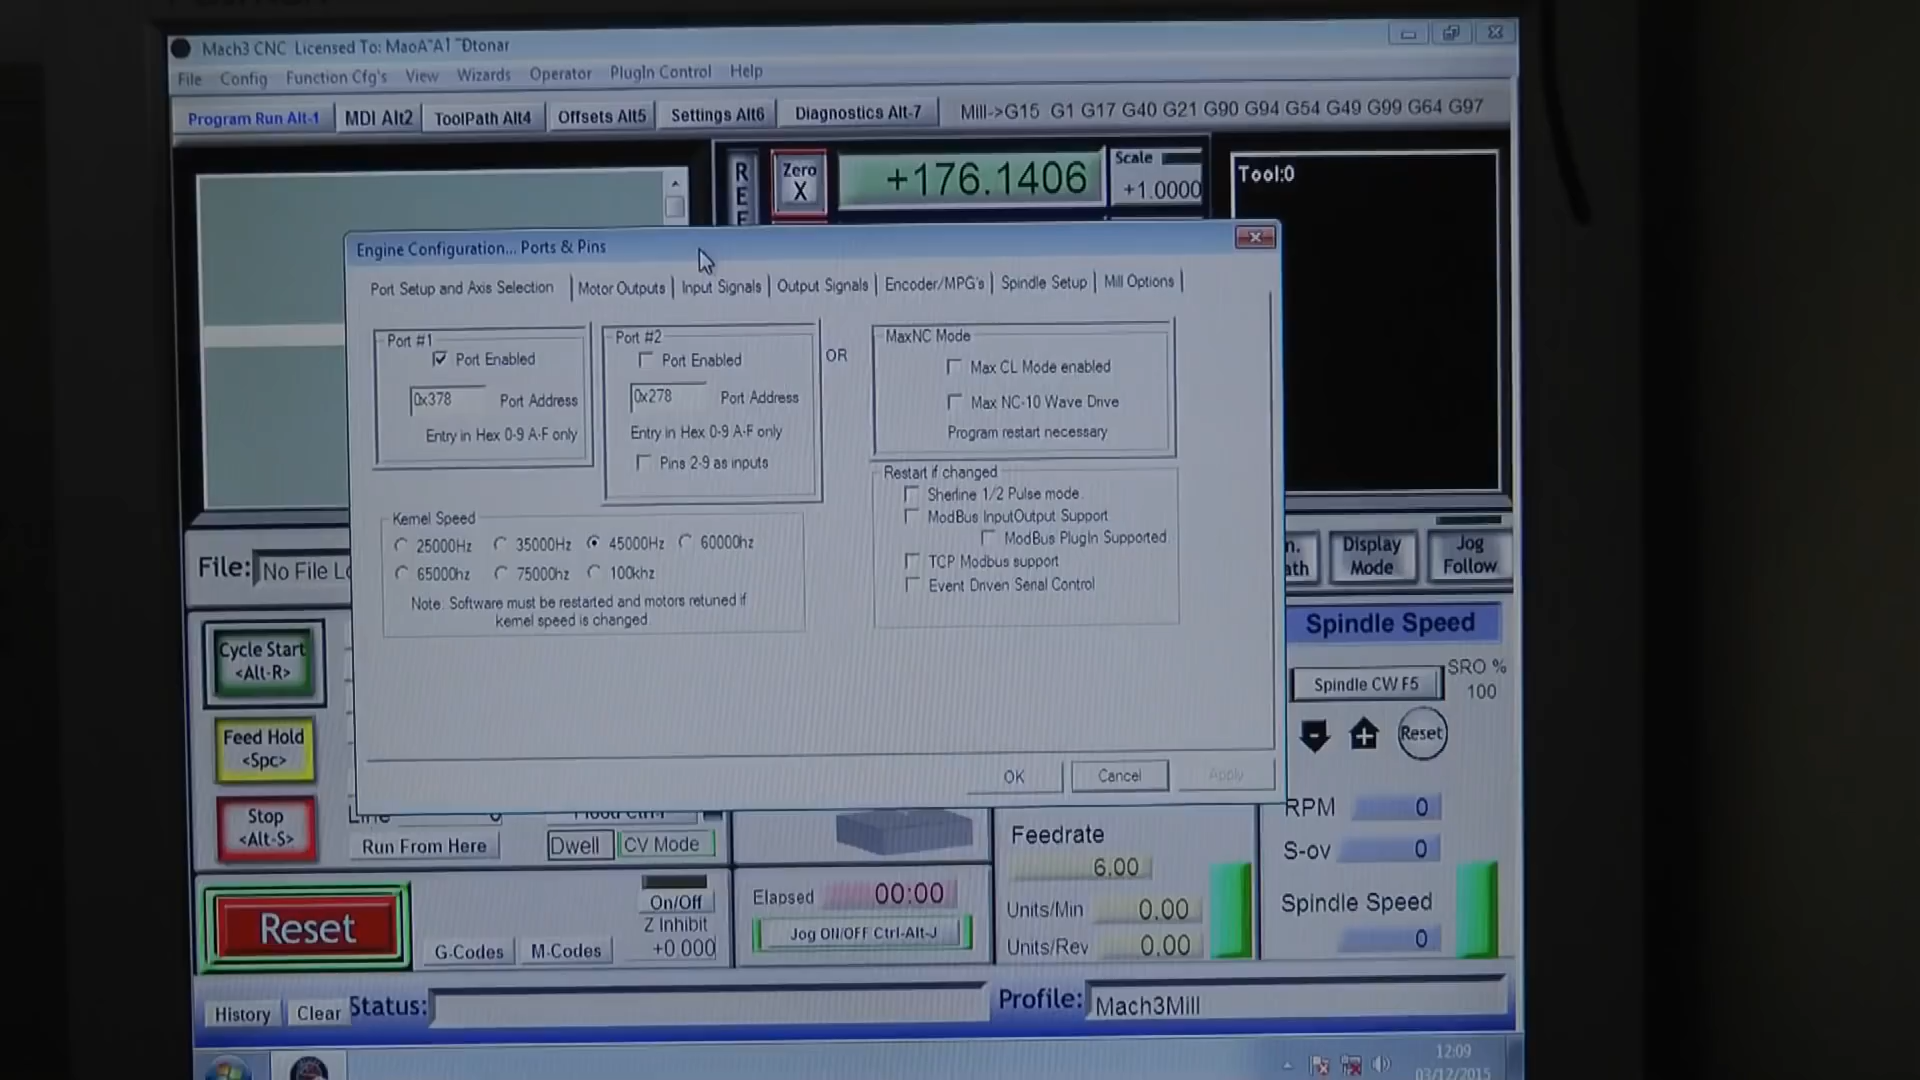 Mach3 CNC Licensed To: MaoA~A1 ~Dtonar
File Config Function Cfg's View Wizards Operator PlugIn Control Help
Program Run Alt-1 MDI Alt2 ToolPath Alt4 Offsets Alt5 Settings Alt6 Diagnostics Alt-7 Mill->G15 G1 G17 G40 G21 G90 G94 G54 G49 G99 G64 G97
R
E
F
Zero
X
+176.1406
Scale
+1.0000
Tool:0
Engine Configuration... Ports & Pins
Port Setup and Axis Selection Motor Outputs Input Signals Output Signals Encoder/MPG's Spindle Setup Mill Options
Port #1
Port Enabled
0x378 Port Address
Entry in Hex 0-9 A-F only
Port #2
Port Enabled
0x278 Port Address
Entry in Hex 0-9 A-F only
Pins 2-9 as inputs
OR
MaxNC Mode
Max CL Mode enabled
Max NC-10 Wave Drive
Program restart necessary
Restart if changed
Sherline 1/2 Pulse mode.
ModBus InputOutput Support
ModBus PlugIn Supported
TCP Modbus support
Event Driven Serial Control
Kernel Speed
25000Hz 35000Hz 45000Hz 60000hz
65000hz 75000hz 100khz
Note: Software must be restarted and motors retuned if
kernel speed is changed.
OK Cancel Apply
File: No File Lo
n.
ath
Display
Mode
Jog
Follow
Cycle Start
<Alt-R>
Feed Hold
<Spc>
Stop
<Alt-S>
Line 0
Run From Here
Dwell CV Mode
Spindle Speed
Spindle CW F5
SRO %
100
Reset
RPM 0
S-ov 0
Spindle Speed
0
Feedrate
6.00
Units/Min 0.00
Units/Rev 0.00
Elapsed 00:00
Jog ON/OFF Ctrl-Alt-J
On/Off
Z Inhibit
+0.000
Reset
G-Codes M-Codes
History Clear Status:
Profile: Mach3Mill
12:09
03/12/2015